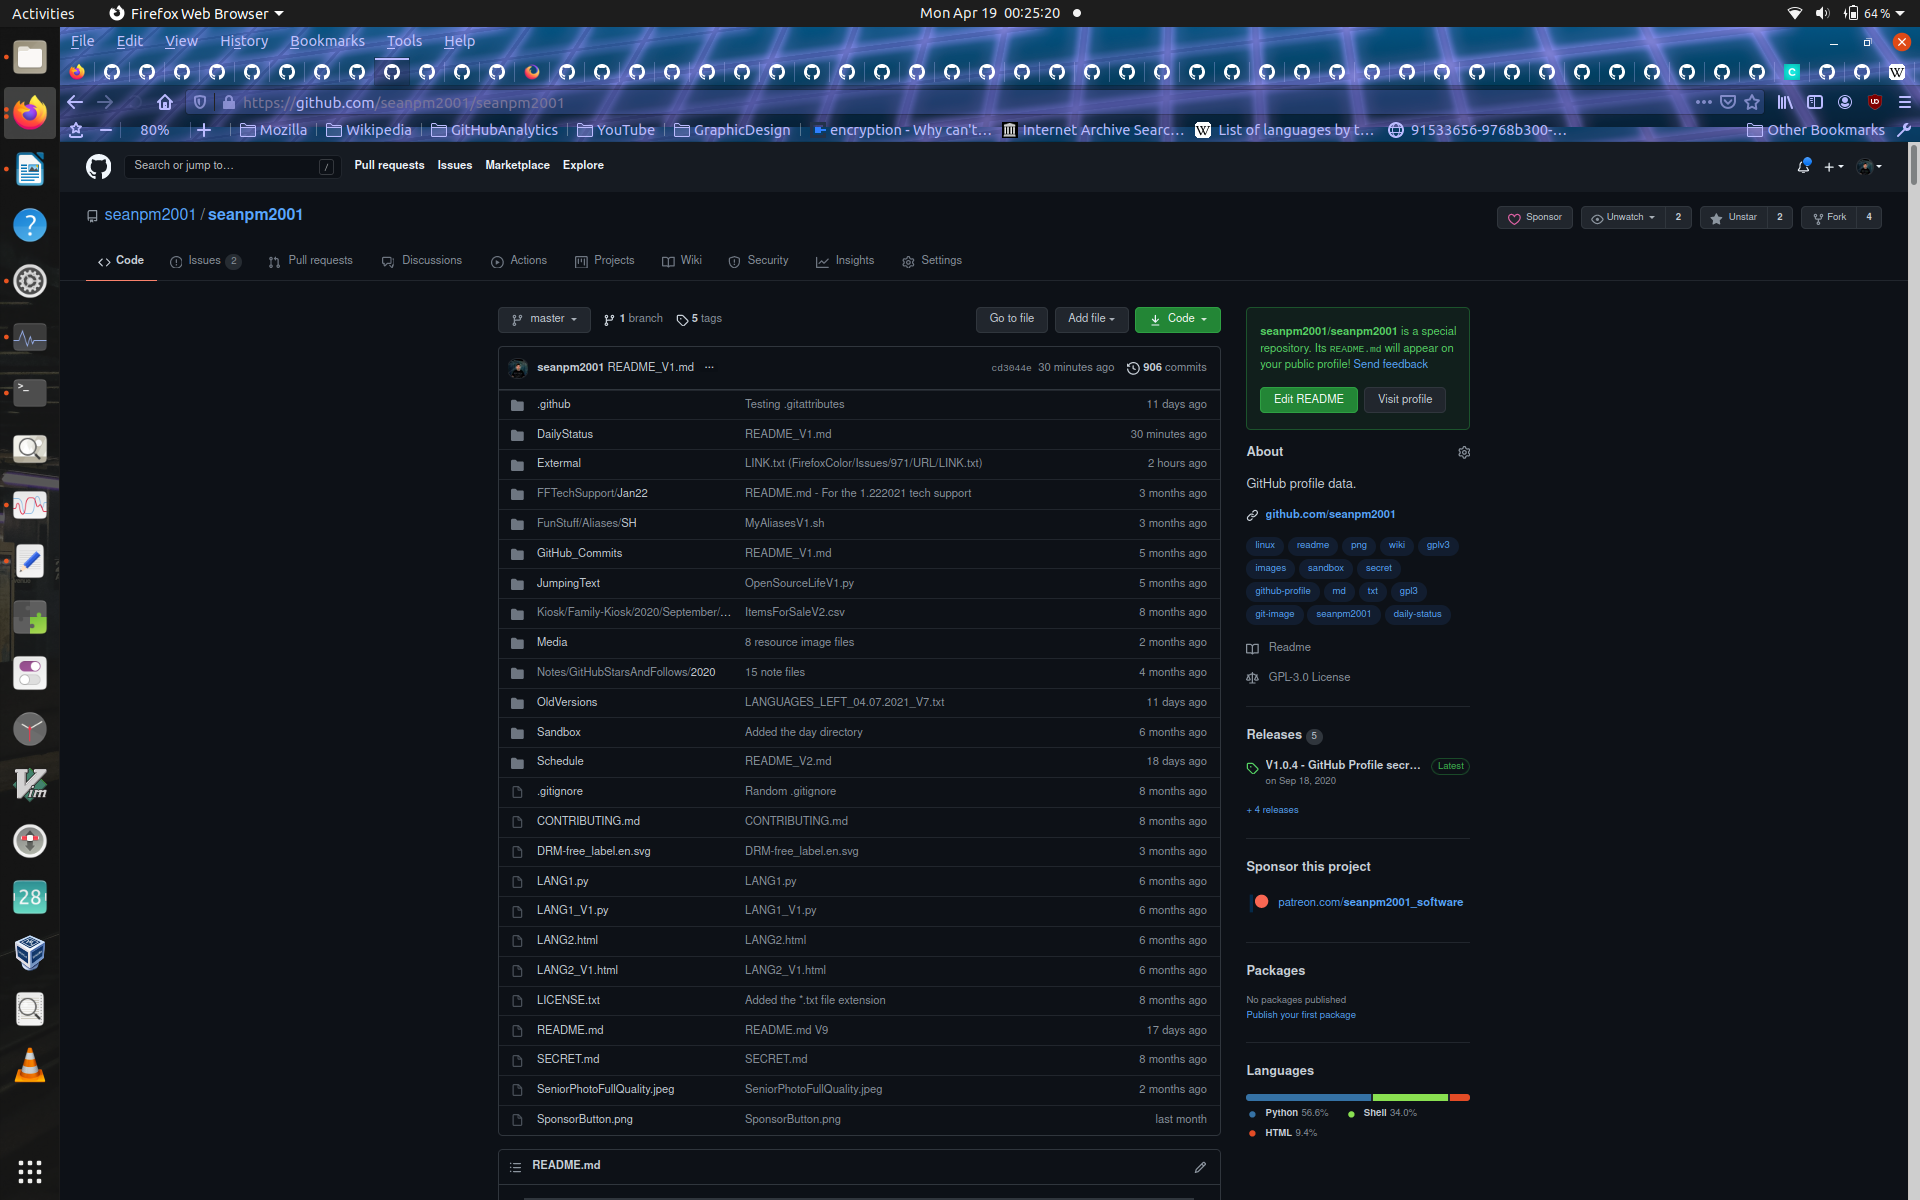 Activities Firefox Web Browser Mon Apr 19 00:25:20 64 %
File Edit View History Bookmarks Tools Help
https://github.com/seanpm2001/seanpm2001
80% Mozilla Wikipedia GitHubAnalytics YouTube GraphicDesign encryption - Why can't… Internet Archive Searc… List of languages by t… 91533656-9768b300-… Other Bookmarks
Search or jump to… / Pull requests Issues Marketplace Explore
seanpm2001 / seanpm2001 Sponsor Unwatch 2 Unstar 2 Fork 4
Code Issues 2 Pull requests Discussions Actions Projects Wiki Security Insights Settings
master 1 branch 5 tags Go to file Add file Code
seanpm2001 README_V1.md ... cd3044e 30 minutes ago 906 commits
.github Testing .gitattributes 11 days ago
DailyStatus README_V1.md 30 minutes ago
Extermal LINK.txt (FirefoxColor/Issues/971/URL/LINK.txt) 2 hours ago
FFTechSupport/Jan22 README.md - For the 1.222021 tech support 3 months ago
FunStuff/Aliases/SH MyAliasesV1.sh 3 months ago
GitHub_Commits README_V1.md 5 months ago
JumpingText OpenSourceLifeV1.py 5 months ago
Kiosk/Family-Kiosk/2020/September/... ItemsForSaleV2.csv 8 months ago
Media 8 resource image files 2 months ago
Notes/GitHubStarsAndFollows/2020 15 note files 4 months ago
OldVersions LANGUAGES_LEFT_04.07.2021_V7.txt 11 days ago
Sandbox Added the day directory 6 months ago
Schedule README_V2.md 18 days ago
.gitignore Random .gitignore 8 months ago
CONTRIBUTING.md CONTRIBUTING.md 8 months ago
DRM-free_label.en.svg DRM-free_label.en.svg 3 months ago
LANG1.py LANG1.py 6 months ago
LANG1_V1.py LANG1_V1.py 6 months ago
LANG2.html LANG2.html 6 months ago
LANG2_V1.html LANG2_V1.html 6 months ago
LICENSE.txt Added the *.txt file extension 8 months ago
README.md README.md V9 17 days ago
SECRET.md SECRET.md 8 months ago
SeniorPhotoFullQuality.jpeg SeniorPhotoFullQuality.jpeg 2 months ago
SponsorButton.png SponsorButton.png last month
README.md
seanpm2001/seanpm2001 is a special
repository. Its README.md will appear on
your public profile! Send feedback
Edit README Visit profile
About
GitHub profile data.
github.com/seanpm2001
linux readme png wiki gplv3
images sandbox secret
github-profile md txt gpl3
git-image seanpm2001 daily-status
Readme
GPL-3.0 License
Releases 5
V1.0.4 - GitHub Profile secr... Latest
on Sep 18, 2020
+ 4 releases
Sponsor this project
patreon.com/seanpm2001_software
Packages
No packages published
Publish your first package
Languages
Python 56.6% Shell 34.0%
HTML 9.4%
28